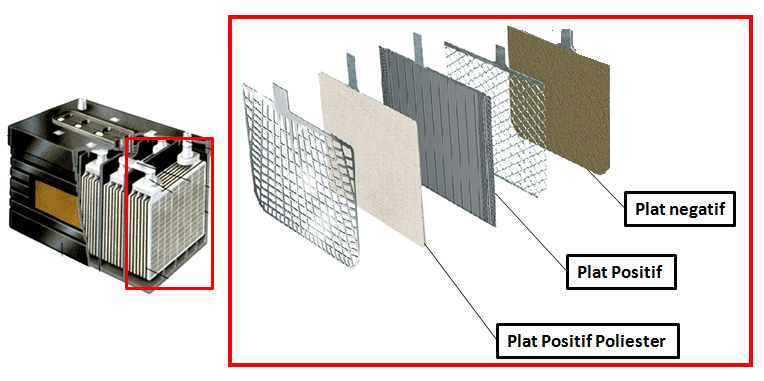 Plat negatif
Plat Positif
Plat Positif Poliester